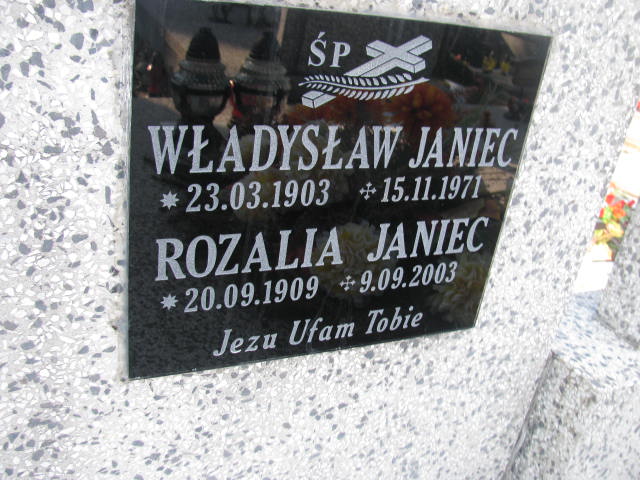 ŚP
WŁADYSŁAW JANIEC
✷ 23.03.1903 ✢ 15.11.1971
ROZALIA JANIEC
✷ 20.09.1909 ✢ 9.09.2003
Jezu Ufam Tobie